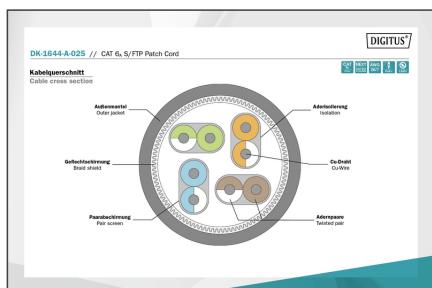 DIGITUS®
DK-1644-A-025 // CAT 6A S/FTP Patch Cord
Kabelquerschnitt
Cable cross section
Außenmantel
Outer jacket
Aderisolierung
Isolation
Geflechtschirmung
Braid shield
Cu-Draht
Cu-Wire
Paarabschirmung
Pair screen
Adernpaare
Twisted pair